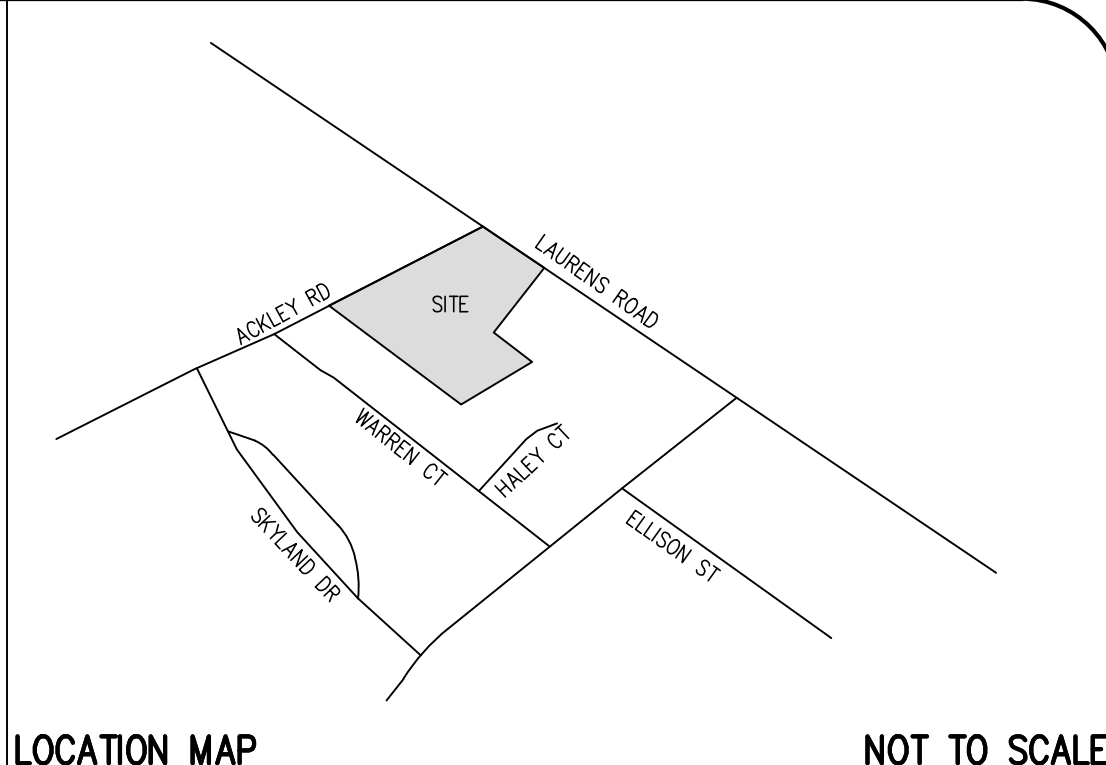 LAURENS ROAD
ACKLEY RD
SITE
WARREN CT
HALEY CT
SKYLAND DR
ELLISON ST
LOCATION MAP
NOT TO SCALE